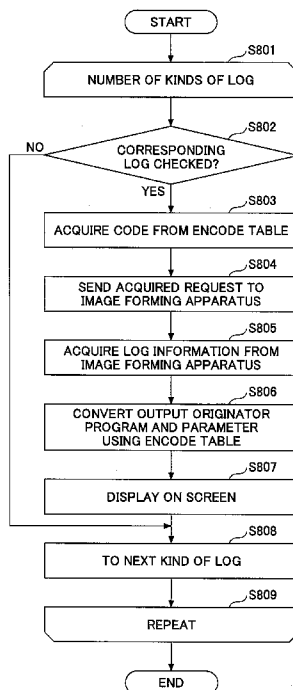 START
S801
NUMBER OF KINDS OF LOG
S802
NO
CORRESPONDING
LOG CHECKED?
YES
S803
ACQUIRE CODE FROM ENCODE TABLE
S804
SEND ACQUIRED REQUEST TO
IMAGE FORMING APPARATUS
S805
ACQUIRE LOG INFORMATION FROM
IMAGE FORMING APPARATUS
S806
CONVERT OUTPUT ORIGINATOR
PROGRAM AND PARAMETER
USING ENCODE TABLE
S807
DISPLAY ON SCREEN
S808
TO NEXT KIND OF LOG
S809
REPEAT
END